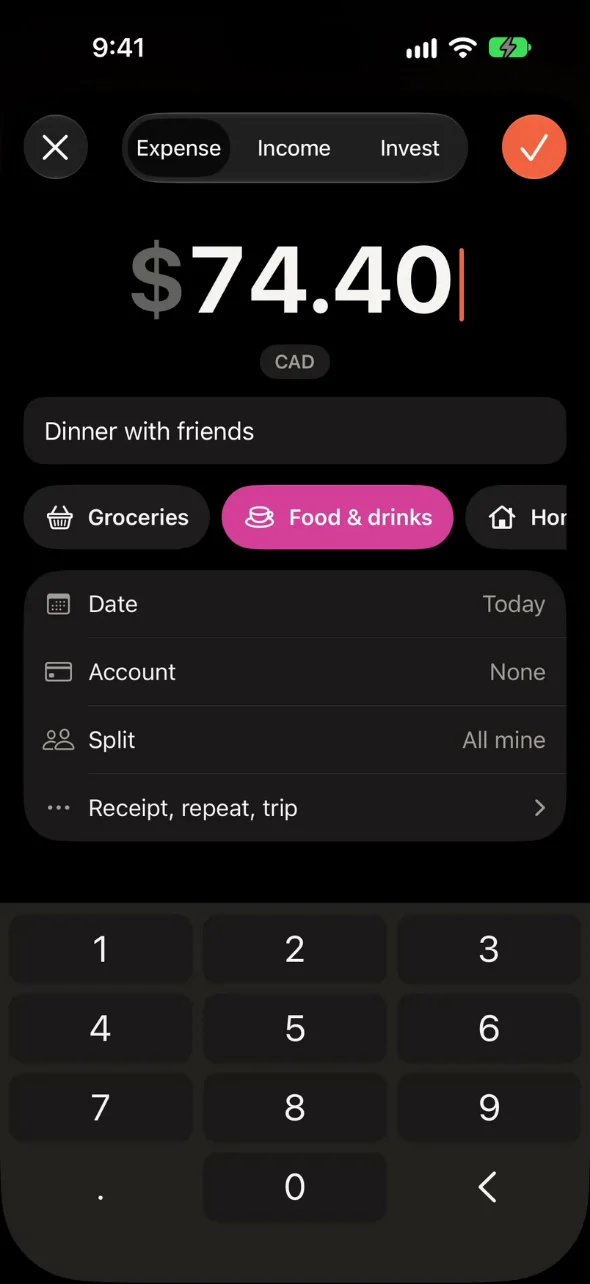 9:41
Expense Income Invest
$74.40
CAD
Dinner with friends
Groceries Food & drinks Hor
Date Today
Account None
Split All mine
Receipt, repeat, trip
1 2 3
4 5 6
7 8 9
. 0